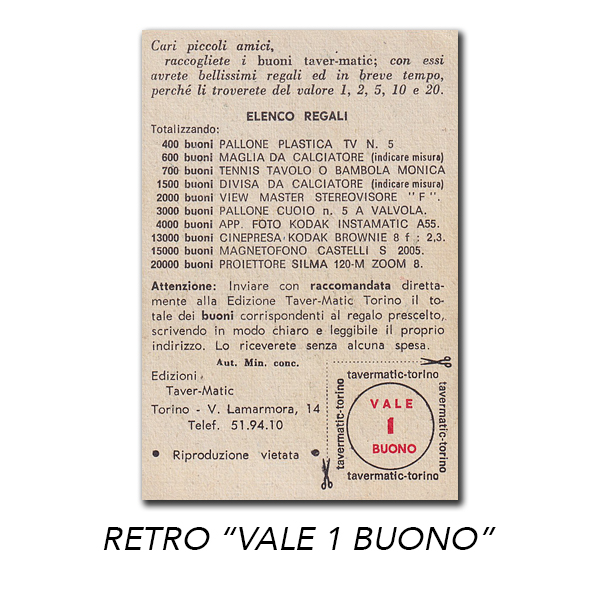 Cari piccoli amici,
raccogliete i buoni taver-matic; con essi
avrete bellissimi regali ed in breve tempo,
perché li troverete del valore 1, 2, 5, 10 e 20.
ELENCO REGALI
Totalizzando:
400 buoni PALLONE PLASTICA TV N. 5
600 buoni MAGLIA DA CALCIATORE (indicare misura)
700 buoni TENNIS TAVOLO O BAMBOLA MONICA
1500 buoni DIVISA DA CALCIATORE (indicare misura)
2000 buoni VIEW MASTER STEREOVISORE "F".
3000 buoni PALLONE CUOIO n. 5 A VALVOLA.
4000 buoni APP. FOTO KODAK INSTAMATIC A55.
13000 buoni CINEPRESA KODAK BROWNIE 8 f : 2,3.
15000 buoni MAGNETOFONO CASTELLI S 2005.
20000 buoni PROIETTORE SILMA 120-M ZOOM 8.
Attenzione: Inviare con raccomandata diretta-
mente alla Edizione Taver-Matic Torino il to-
tale dei buoni corrispondenti al regalo prescelto,
scrivendo in modo chiaro e leggibile il proprio
indirizzo. Lo riceverete senza alcuna spesa.
Aut. Min. conc.
Edizioni
Taver-Matic
Torino - V. Lamarmora, 14
Telef. 51.94.10
• Riproduzione vietata •
tavermatic-torino
tavermatic-torino
tavermatic-torino
tavermatic-torino
VALE
1
BUONO
RETRO “VALE 1 BUONO”